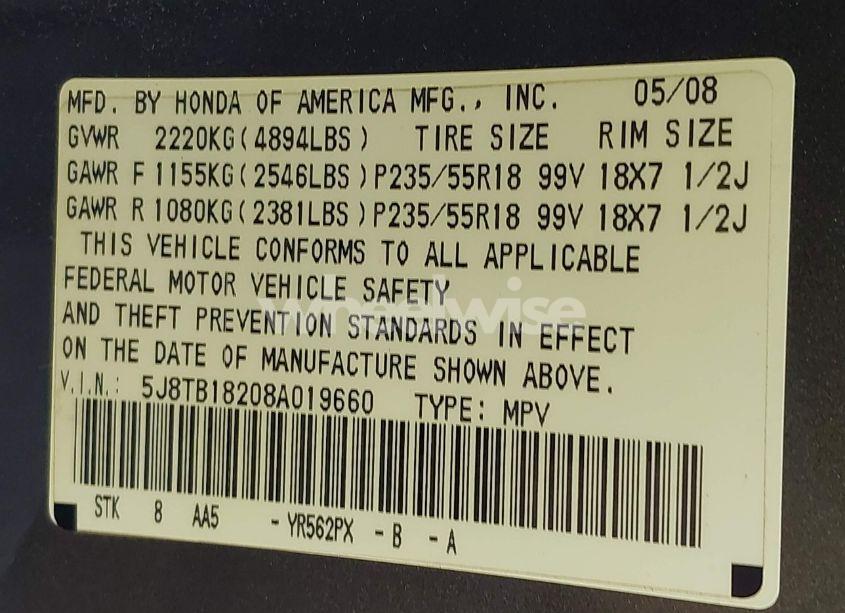 MFD. BY HONDA OF AMERICA MFG., INC. 05/08
GVWR 2220KG(4894LBS) TIRE SIZE RIM SIZE
GAWR F 1155KG(2546LBS)P235/55R18 99V 18X7 1/2J
GAWR R 1080KG(2381LBS)P235/55R18 99V 18X7 1/2J
THIS VEHICLE CONFORMS TO ALL APPLICABLE
FEDERAL MOTOR VEHICLE SAFETY
wheelwise
AND THEFT PREVENTION STANDARDS IN EFFECT
ON THE DATE OF MANUFACTURE SHOWN ABOVE.
V.I.N.: 5J8TB18208A019660 TYPE: MPV
STK 8 AA5 -YR562PX -B -A